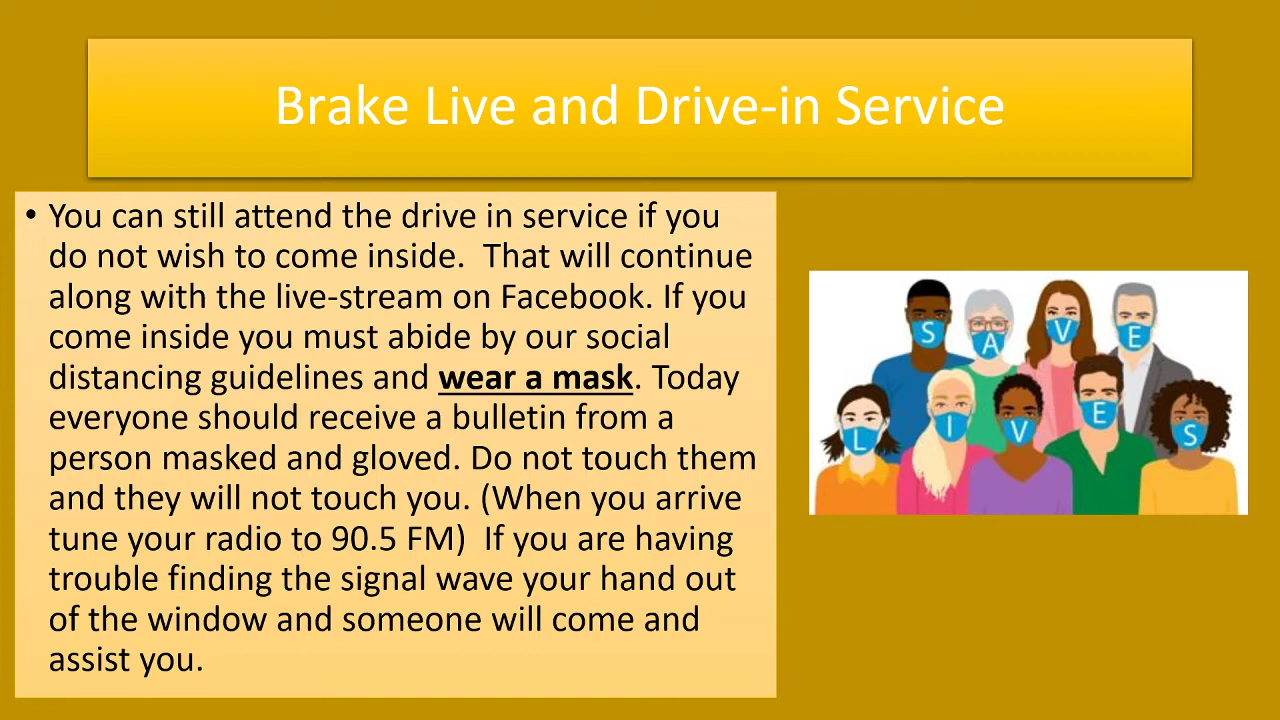 Brake Live and Drive-in Service
• You can still attend the drive in service if you
do not wish to come inside.  That will continue
along with the live-stream on Facebook. If you
come inside you must abide by our social
distancing guidelines and wear a mask. Today
everyone should receive a bulletin from a
person masked and gloved. Do not touch them
and they will not touch you. (When you arrive
tune your radio to 90.5 FM)  If you are having
trouble finding the signal wave your hand out
of the window and someone will come and
assist you.
S A V E
L I V E S